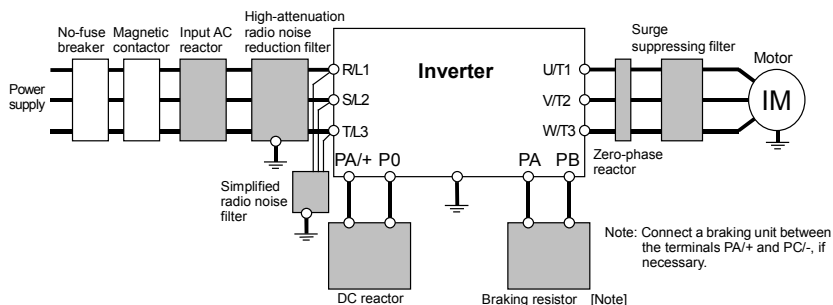 No-fuse
breaker
Magnetic
contactor
Input AC
reactor
High-attenuation
radio noise
reduction filter
Power
supply
R/L1
S/L2
T/L3
Inverter
U/T1
V/T2
W/T3
PA/+ P0
PA PB
Surge
suppressing filter
Motor
IM
Zero-phase
reactor
Simplified
radio noise
filter
DC reactor
Braking resistor [Note]
Note: Connect a braking unit between
the terminals PA/+ and PC/-, if
necessary.